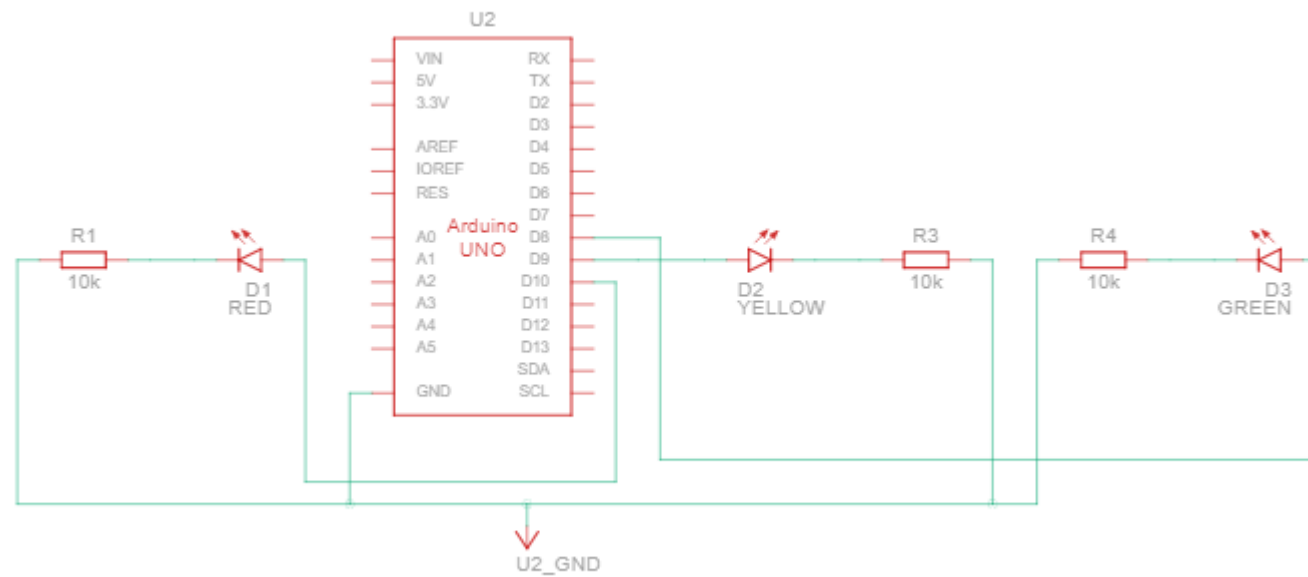 U2
VIN RX
5V TX
3.3V D2
D3
AREF D4
IOREF D5
RES D6
D7
A0 D8
A1 D9
A2 D10
A3 D11
A4 D12
A5 D13
SDA
GND SCL
Arduino
UNO
R1
10k
D1
RED
D2
YELLOW
R3
10k
R4
10k
D3
GREEN
U2_GND